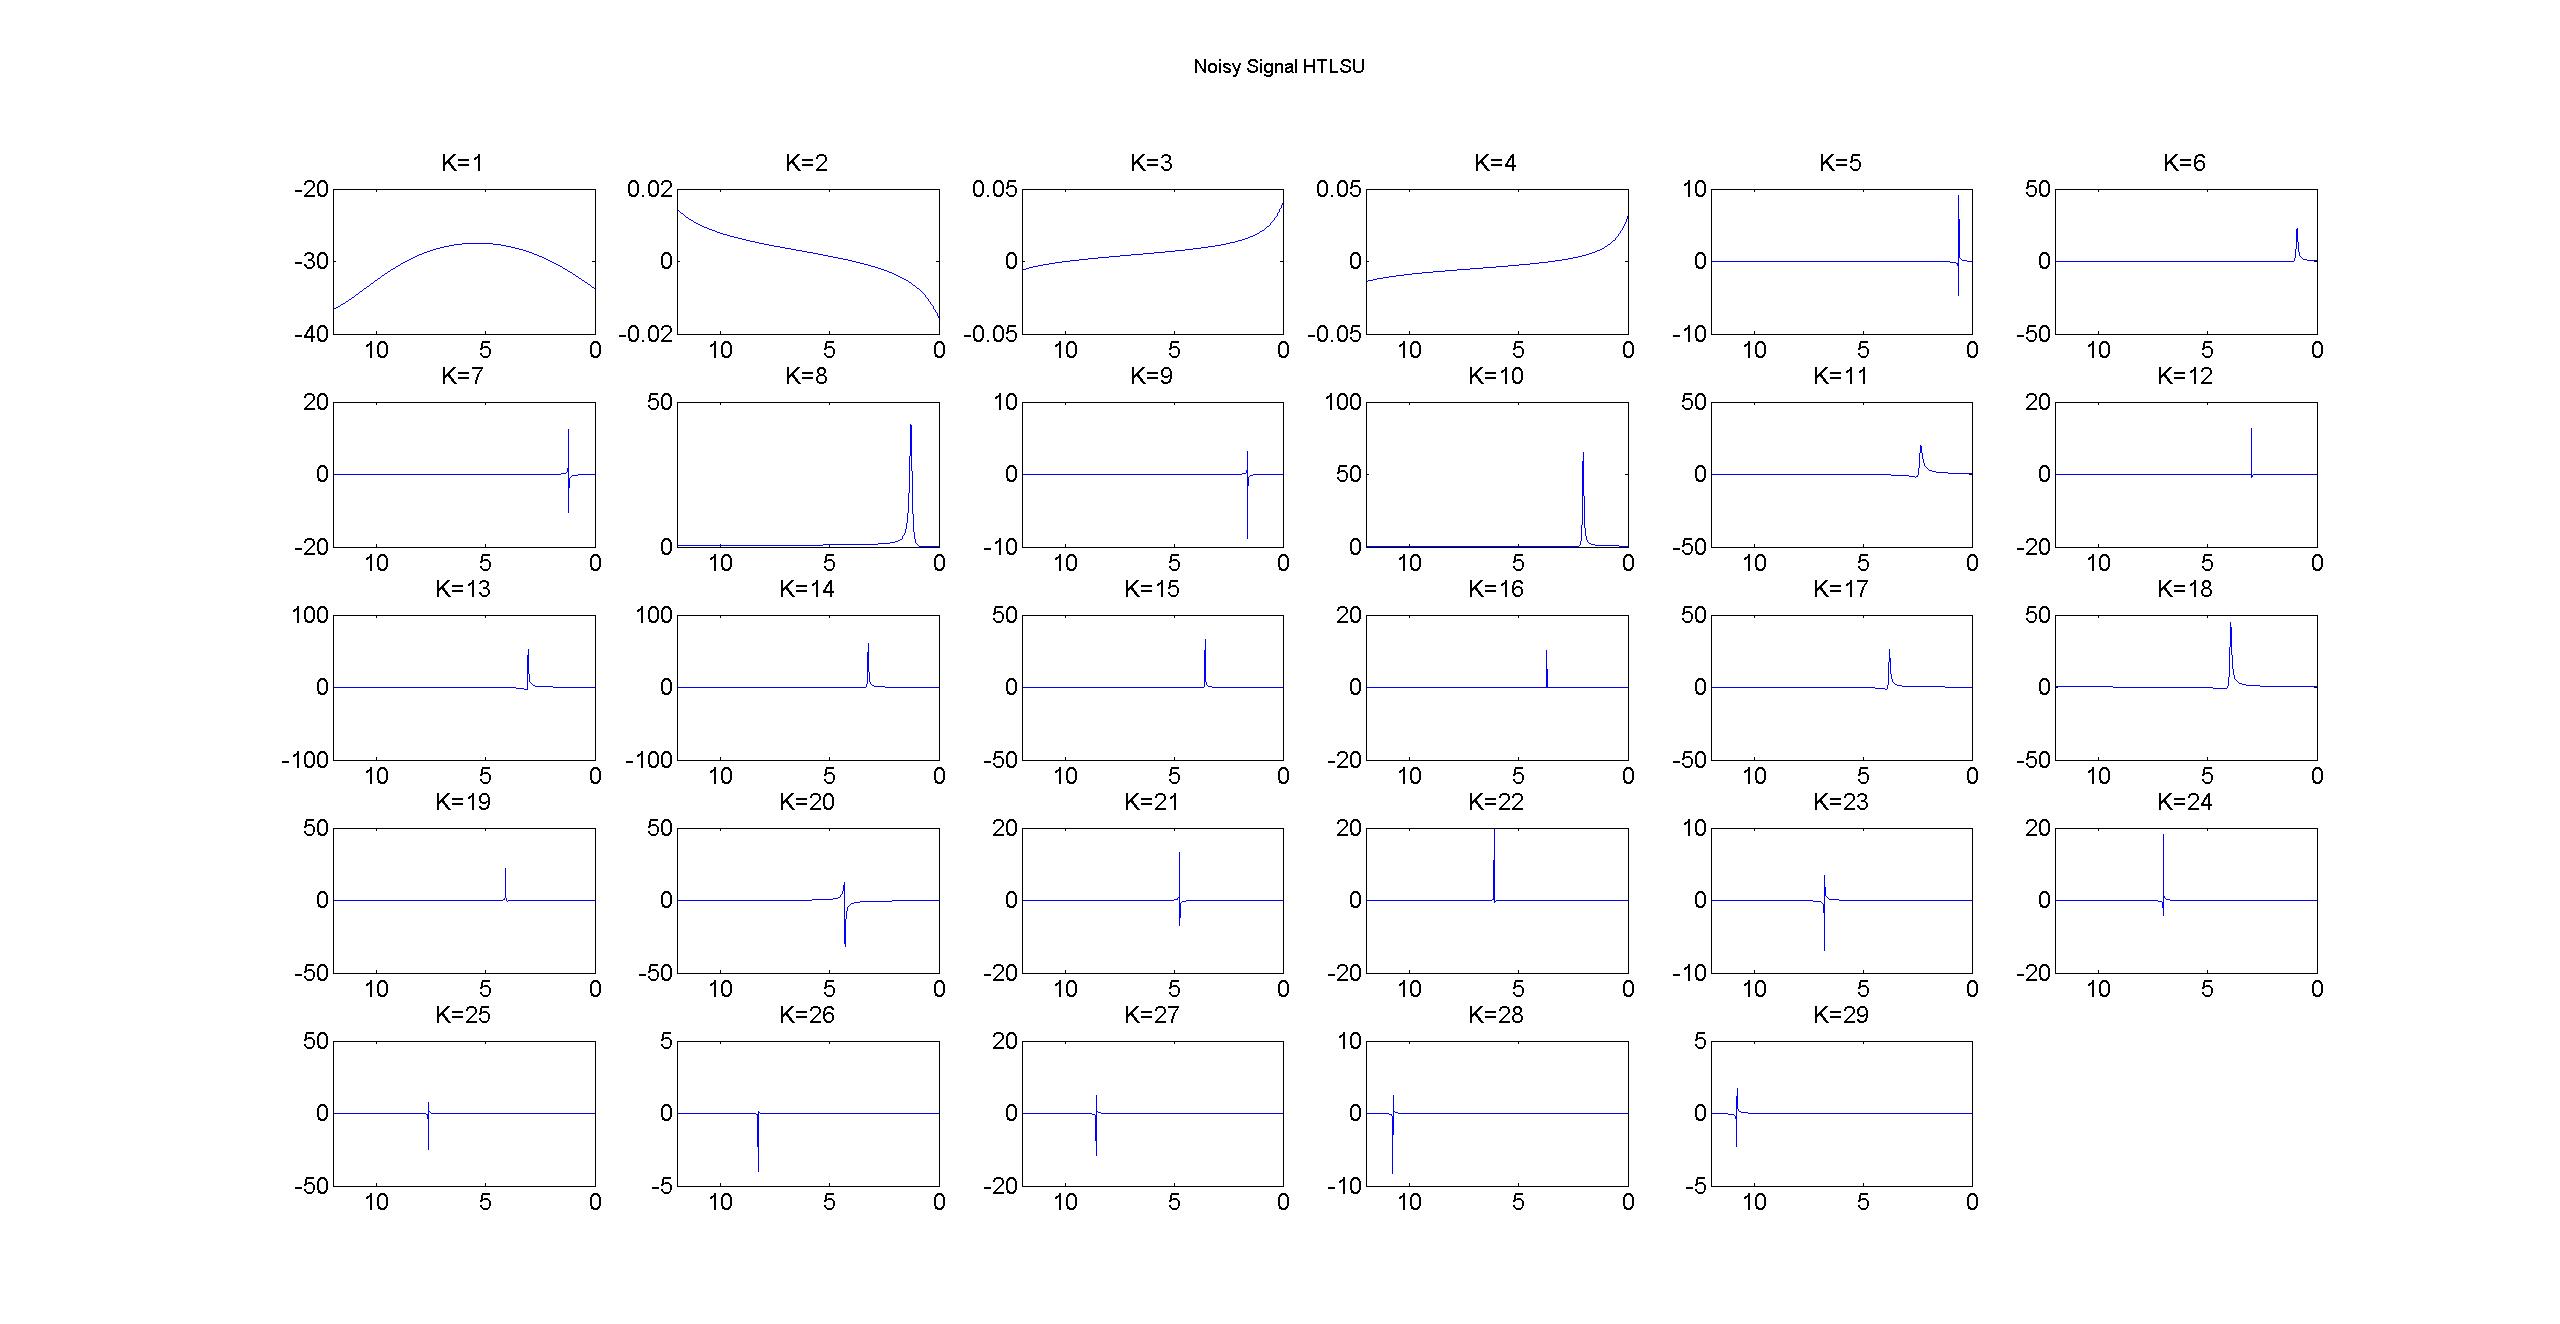 Noisy Signal HTLSU
K=1 K=2 K=3 K=4 K=5 K=6
-20 0.02 0.05 0.05 10 50
-30 0 0 0 0 0
-40 -0.02 -0.05 -0.05 -10 -50
10 5 0 10 5 0 10 5 0 10 5 0 10 5 0 10 5 0
K=7 K=8 K=9 K=10 K=11 K=12
20 50 10 100 50 20
0 0 50 0 0
-20 0 -10 0 -50 -20
10 5 0 10 5 0 10 5 0 10 5 0 10 5 0 10 5 0
K=13 K=14 K=15 K=16 K=17 K=18
100 100 50 20 50 50
0 0 0 0 0 0
-100 -100 -50 -20 -50 -50
10 5 0 10 5 0 10 5 0 10 5 0 10 5 0 10 5 0
K=19 K=20 K=21 K=22 K=23 K=24
50 50 20 20 10 20
0 0 0 0 0 0
-50 -50 -20 -20 -10 -20
10 5 0 10 5 0 10 5 0 10 5 0 10 5 0 10 5 0
K=25 K=26 K=27 K=28 K=29
50 5 20 10 5
0 0 0 0 0
-50 -5 -20 -10 -5
10 5 0 10 5 0 10 5 0 10 5 0 10 5 0